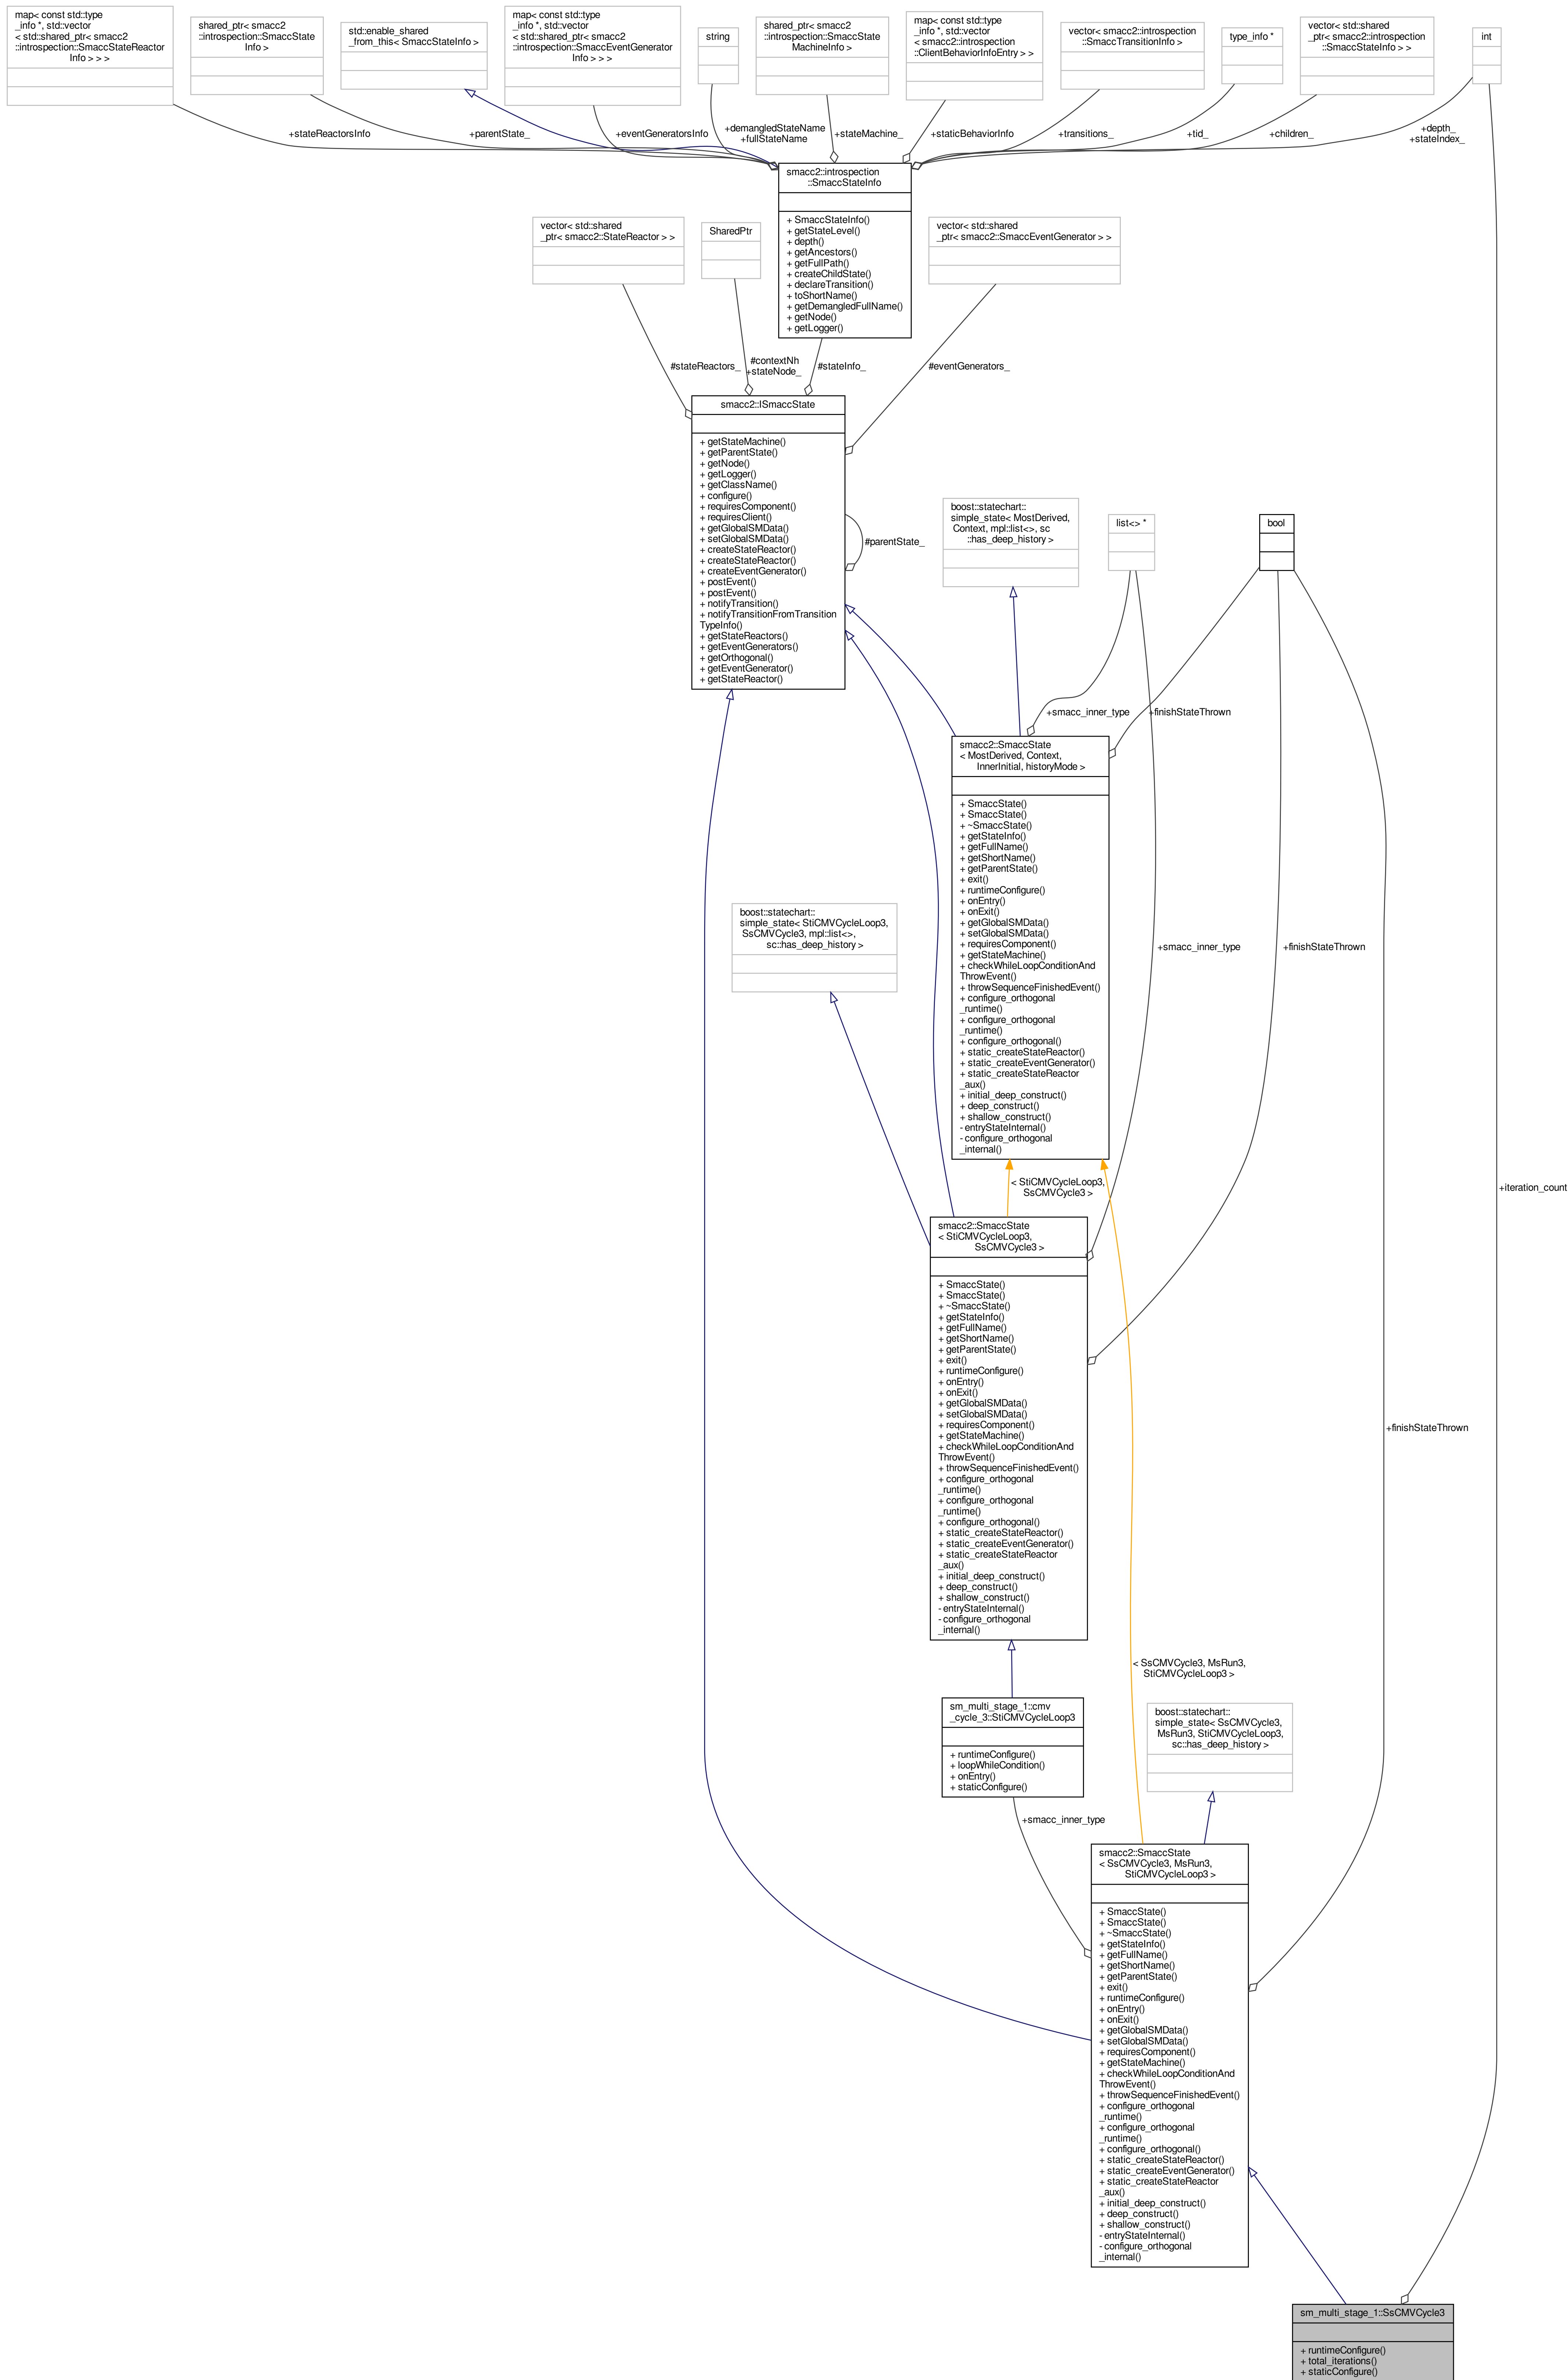 map< const std::type
_info *, std::vector
< std::shared_ptr< smacc2
::introspection::SmaccStateReactor
Info > > >
shared_ptr< smacc2
::introspection::SmaccState
Info >
std::enable_shared
_from_this< SmaccStateInfo >
map< const std::type
_info *, std::vector
< std::shared_ptr< smacc2
::introspection::SmaccEventGenerator
Info > > >
string
shared_ptr< smacc2
::introspection::SmaccState
MachineInfo >
map< const std::type
_info *, std::vector
< smacc2::introspection
::ClientBehaviorInfoEntry > >
vector< smacc2::introspection
::SmaccTransitionInfo >
type_info *
vector< std::shared
_ptr< smacc2::introspection
::SmaccStateInfo > >
int
+stateReactorsInfo
+parentState_
+eventGeneratorsInfo
+demangledStateName
+fullStateName
+stateMachine_
+staticBehaviorInfo
+transitions_
+tid_
+children_
+depth_
+stateIndex_
smacc2::introspection
::SmaccStateInfo
+ SmaccStateInfo()
+ getStateLevel()
+ depth()
+ getAncestors()
+ getFullPath()
+ createChildState()
+ declareTransition()
+ toShortName()
+ getDemangledFullName()
+ getNode()
+ getLogger()
vector< std::shared
_ptr< smacc2::StateReactor > >
SharedPtr
vector< std::shared
_ptr< smacc2::SmaccEventGenerator > >
#stateReactors_
#contextNh
+stateNode_
#stateInfo_
#eventGenerators_
smacc2::ISmaccState
+ getStateMachine()
+ getParentState()
+ getNode()
+ getLogger()
+ getClassName()
+ configure()
+ requiresComponent()
+ requiresClient()
+ getGlobalSMData()
+ setGlobalSMData()
+ createStateReactor()
+ createStateReactor()
+ createEventGenerator()
+ postEvent()
+ postEvent()
+ notifyTransition()
+ notifyTransitionFromTransition
TypeInfo()
+ getStateReactors()
+ getEventGenerators()
+ getOrthogonal()
+ getEventGenerator()
+ getStateReactor()
#parentState_
boost::statechart::
simple_state< MostDerived,
Context, mpl::list<>, sc
::has_deep_history >
list<> *
bool
+smacc_inner_type
+finishStateThrown
smacc2::SmaccState
< MostDerived, Context,
InnerInitial, historyMode >
+ SmaccState()
+ SmaccState()
+ ~SmaccState()
+ getStateInfo()
+ getFullName()
+ getShortName()
+ getParentState()
+ exit()
+ runtimeConfigure()
+ onEntry()
+ onExit()
+ getGlobalSMData()
+ setGlobalSMData()
+ requiresComponent()
+ getStateMachine()
+ checkWhileLoopConditionAnd
ThrowEvent()
+ throwSequenceFinishedEvent()
+ configure_orthogonal
_runtime()
+ configure_orthogonal
_runtime()
+ configure_orthogonal()
+ static_createStateReactor()
+ static_createEventGenerator()
+ static_createStateReactor
_aux()
+ initial_deep_construct()
+ deep_construct()
+ shallow_construct()
- entryStateInternal()
- configure_orthogonal
_internal()
boost::statechart::
simple_state< StiCMVCycleLoop3,
SsCMVCycle3, mpl::list<>,
sc::has_deep_history >
+smacc_inner_type
+finishStateThrown
< StiCMVCycleLoop3,
SsCMVCycle3 >
+iteration_count
smacc2::SmaccState
< StiCMVCycleLoop3,
SsCMVCycle3 >
+ SmaccState()
+ SmaccState()
+ ~SmaccState()
+ getStateInfo()
+ getFullName()
+ getShortName()
+ getParentState()
+ exit()
+ runtimeConfigure()
+ onEntry()
+ onExit()
+ getGlobalSMData()
+ setGlobalSMData()
+ requiresComponent()
+ getStateMachine()
+ checkWhileLoopConditionAnd
ThrowEvent()
+ throwSequenceFinishedEvent()
+ configure_orthogonal
_runtime()
+ configure_orthogonal
_runtime()
+ configure_orthogonal()
+ static_createStateReactor()
+ static_createEventGenerator()
+ static_createStateReactor
_aux()
+ initial_deep_construct()
+ deep_construct()
+ shallow_construct()
- entryStateInternal()
- configure_orthogonal
_internal()
+finishStateThrown
< SsCMVCycle3, MsRun3,
StiCMVCycleLoop3 >
sm_multi_stage_1::cmv
_cycle_3::StiCMVCycleLoop3
+ runtimeConfigure()
+ loopWhileCondition()
+ onEntry()
+ staticConfigure()
boost::statechart::
simple_state< SsCMVCycle3,
MsRun3, StiCMVCycleLoop3,
sc::has_deep_history >
+smacc_inner_type
smacc2::SmaccState
< SsCMVCycle3, MsRun3,
StiCMVCycleLoop3 >
+ SmaccState()
+ SmaccState()
+ ~SmaccState()
+ getStateInfo()
+ getFullName()
+ getShortName()
+ getParentState()
+ exit()
+ runtimeConfigure()
+ onEntry()
+ onExit()
+ getGlobalSMData()
+ setGlobalSMData()
+ requiresComponent()
+ getStateMachine()
+ checkWhileLoopConditionAnd
ThrowEvent()
+ throwSequenceFinishedEvent()
+ configure_orthogonal
_runtime()
+ configure_orthogonal
_runtime()
+ configure_orthogonal()
+ static_createStateReactor()
+ static_createEventGenerator()
+ static_createStateReactor
_aux()
+ initial_deep_construct()
+ deep_construct()
+ shallow_construct()
- entryStateInternal()
- configure_orthogonal
_internal()
sm_multi_stage_1::SsCMVCycle3
+ runtimeConfigure()
+ total_iterations()
+ staticConfigure()